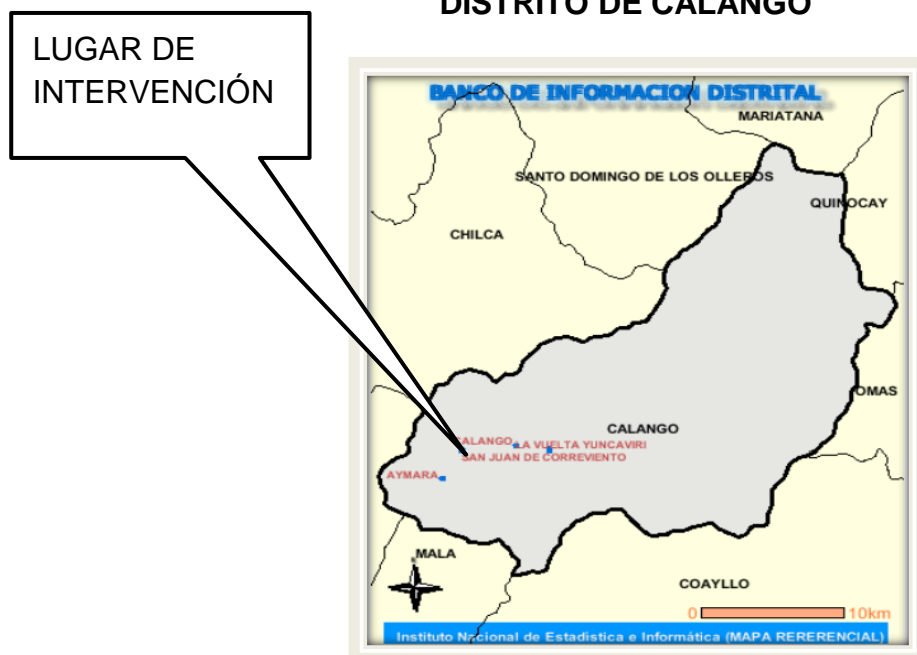 DISTRITO DE CALANGO
LUGAR DE
INTERVENCIÓN
BANCO DE INFORMACION DISTRITAL
MARIATANA
SANTO DOMINGO DE LOS OLLEROS
QUINOCAY
CHILCA
OMAS
CALANGO
CALANGO
LA VUELTA YUNCAVIRI
SAN JUAN DE CORREVIENTO
AYMARA
MALA
COAYLLO
0 10km
Instituto Nacional de Estadistica e Informática (MAPA RERERENCIAL)